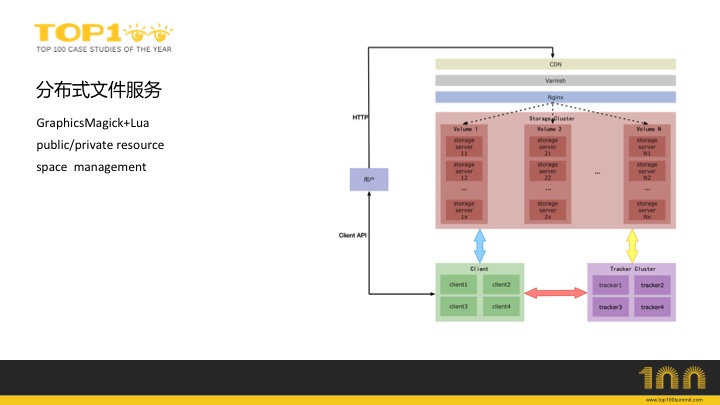 TOP100
TOP 100 CASE STUDIES OF THE YEAR
分布式文件服务
GraphicsMagick+Lua
public/private resource
space management
CDN
Varnish
Nginx
HTTP
Storage Cluster
Volume 1
storage server 11
storage server 12
...
storage server 1x
Volume 2
storage server 21
storage server 22
...
storage server 2x
...
Volume N
storage server N1
storage server N2
...
storage server Nx
用户
Client API
Client
client1
client2
client3
client4
Tracker Cluster
tracker1
tracker2
tracker3
tracker4
100
www.top100summit.com